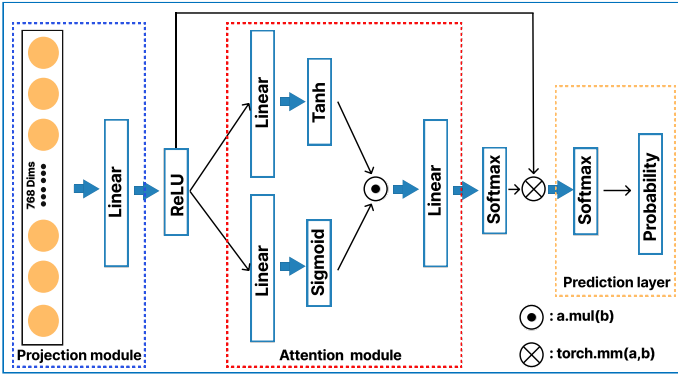 768 Dims
Linear
ReLU
Linear
Tanh
Linear
Sigmoid
Linear
Softmax
Softmax
Probability
Prediction layer
Projection module
Attention module
: a.mul(b)
: torch.mm(a,b)